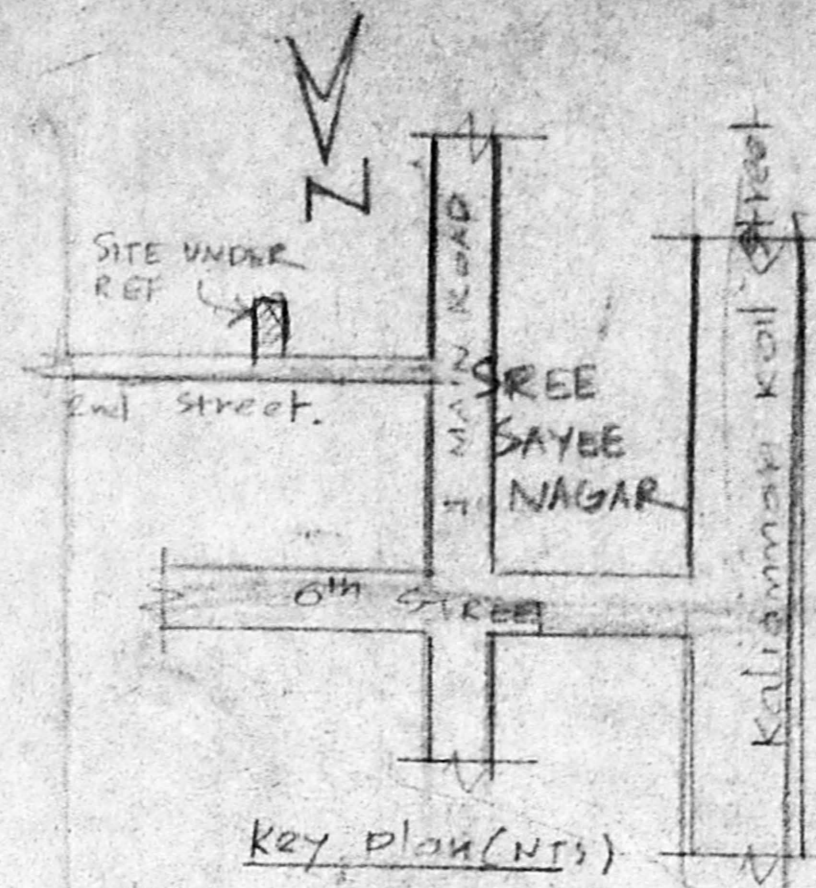 N
SITE UNDER
REF
I MAIN ROAD
2nd Street.
SREE
SAYEE
NAGAR
6th STREET
Kaliamman Koil Street
Key plan (NTS)